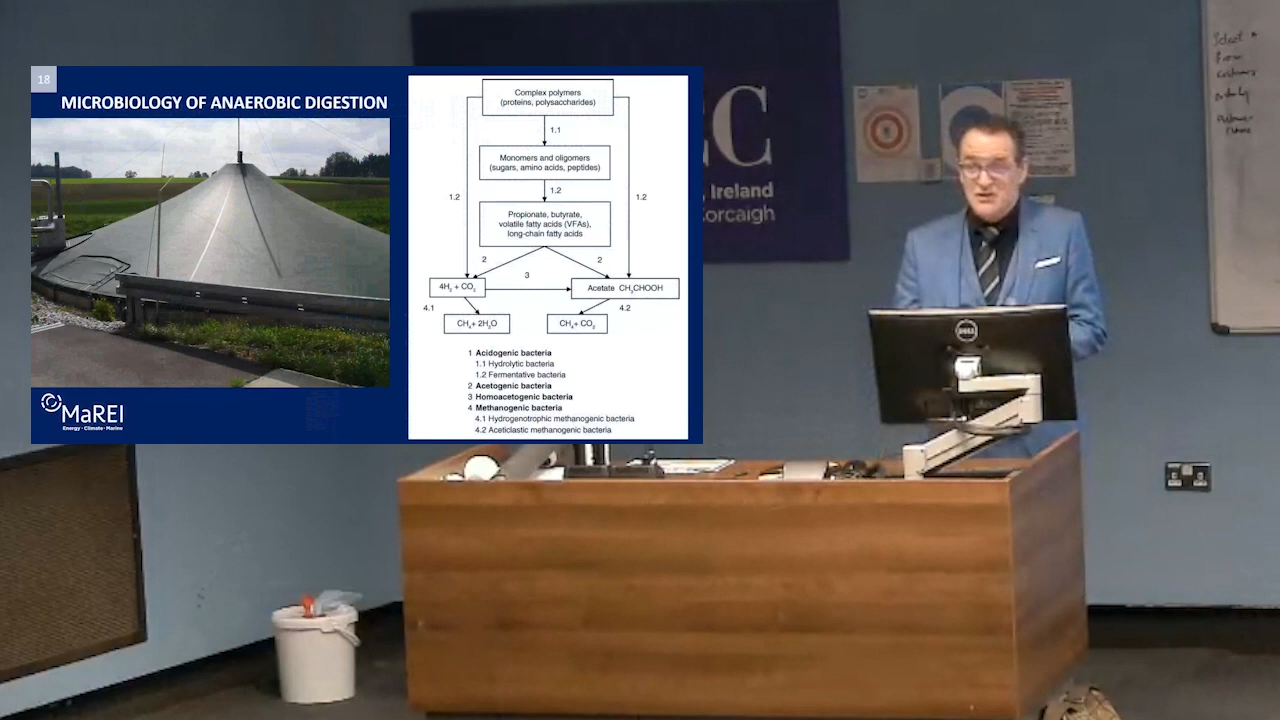 18
MICROBIOLOGY OF ANAEROBIC DIGESTION
MaREI
Energy · Climate · Marine
Complex polymers
(proteins, polysaccharides)
1.1
Monomers and oligomers
(sugars, amino acids, peptides)
1.2
1.2
1.2
Propionate, butyrate,
volatile fatty acids (VFAs),
long-chain fatty acids
2
2
3
4H₂ + CO₂
Acetate CH₃CHOOH
4.1
4.2
CH₄+ 2H₂O
CH₄+ CO₂
1 Acidogenic bacteria
1.1 Hydrolytic bacteria
1.2 Fermentative bacteria
2 Acetogenic bacteria
3 Homoacetogenic bacteria
4 Methanogenic bacteria
4.1 Hydrogenotrophic methanogenic bacteria
4.2 Aceticlastic methanogenic bacteria
C
Ireland
Corcaigh
DELL